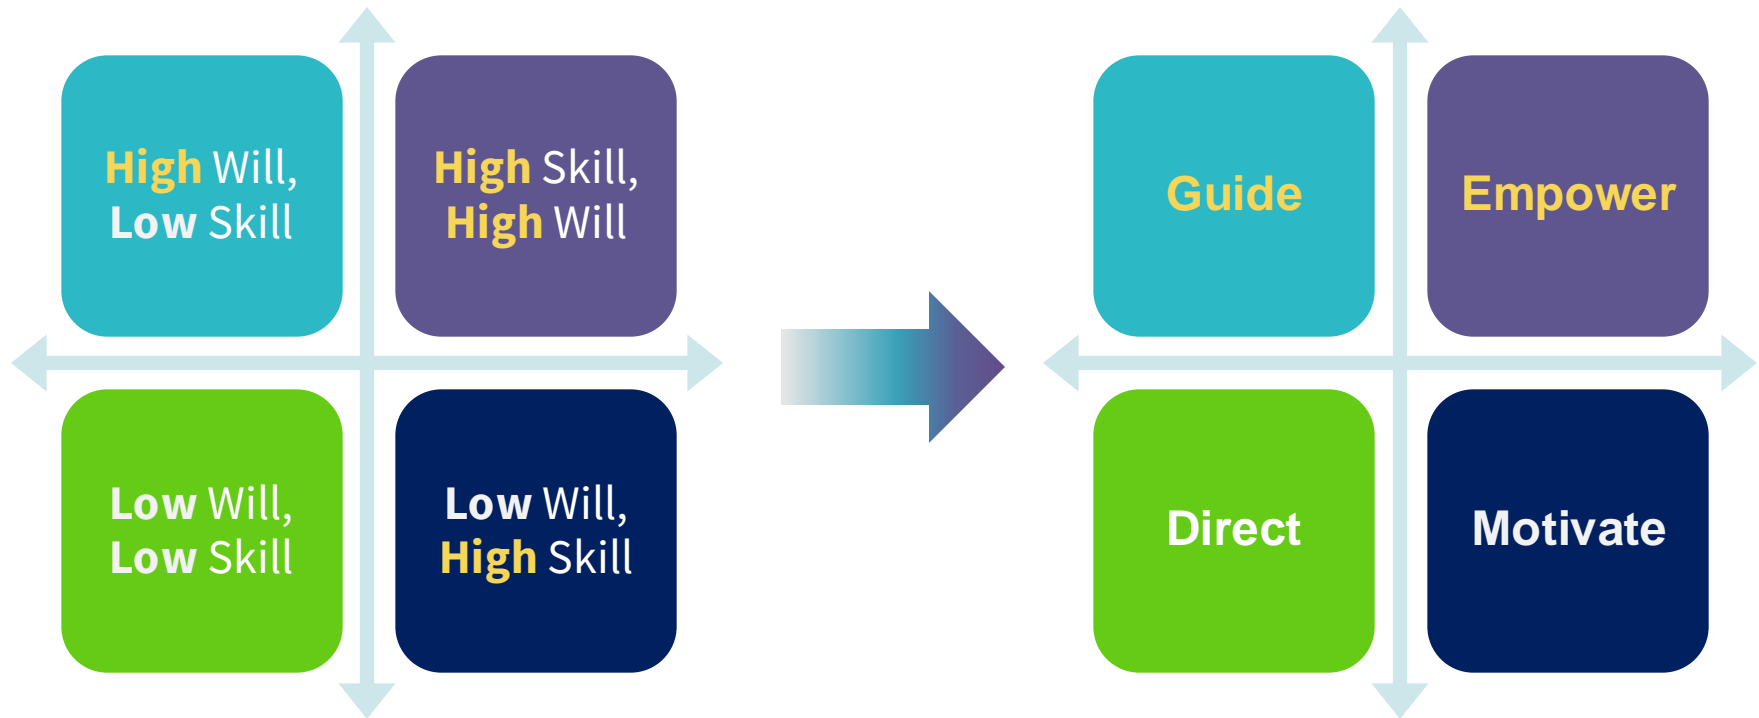 High Will,
Low Skill
High Skill,
High Will
Low Will,
Low Skill
Low Will,
High Skill
Guide
Empower
Direct
Motivate